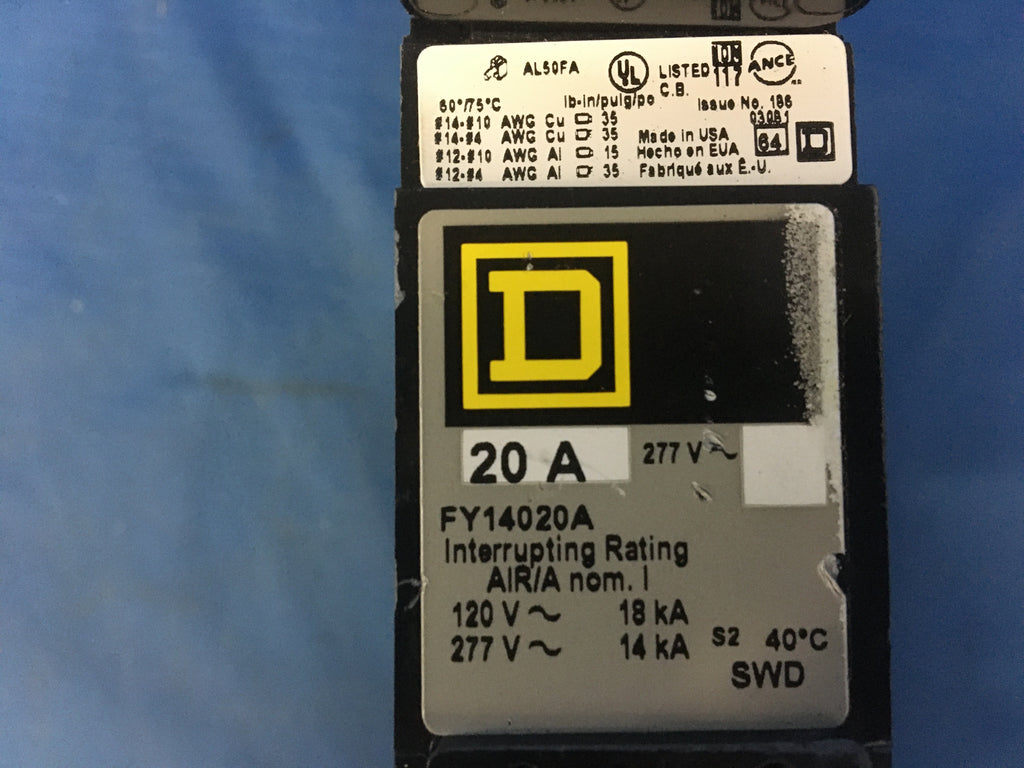 AL50FA UL LISTED C.B. ANCE
60°/75°C lb-in/pulg/po Issue No. 186
#14-#10 AWG Cu 35
#14-#4 AWG Cu 35 Made in USA 64 D
#12-#10 AWG Al 15 Hecho en EUA
#12-#4 AWG Al 35 Fabriqué aux É.-U.
D
20 A 277 V ~
FY14020A
Interrupting Rating
AIR/A nom. I
120 V ~ 18 kA
277 V ~ 14 kA S2 40°C
SWD